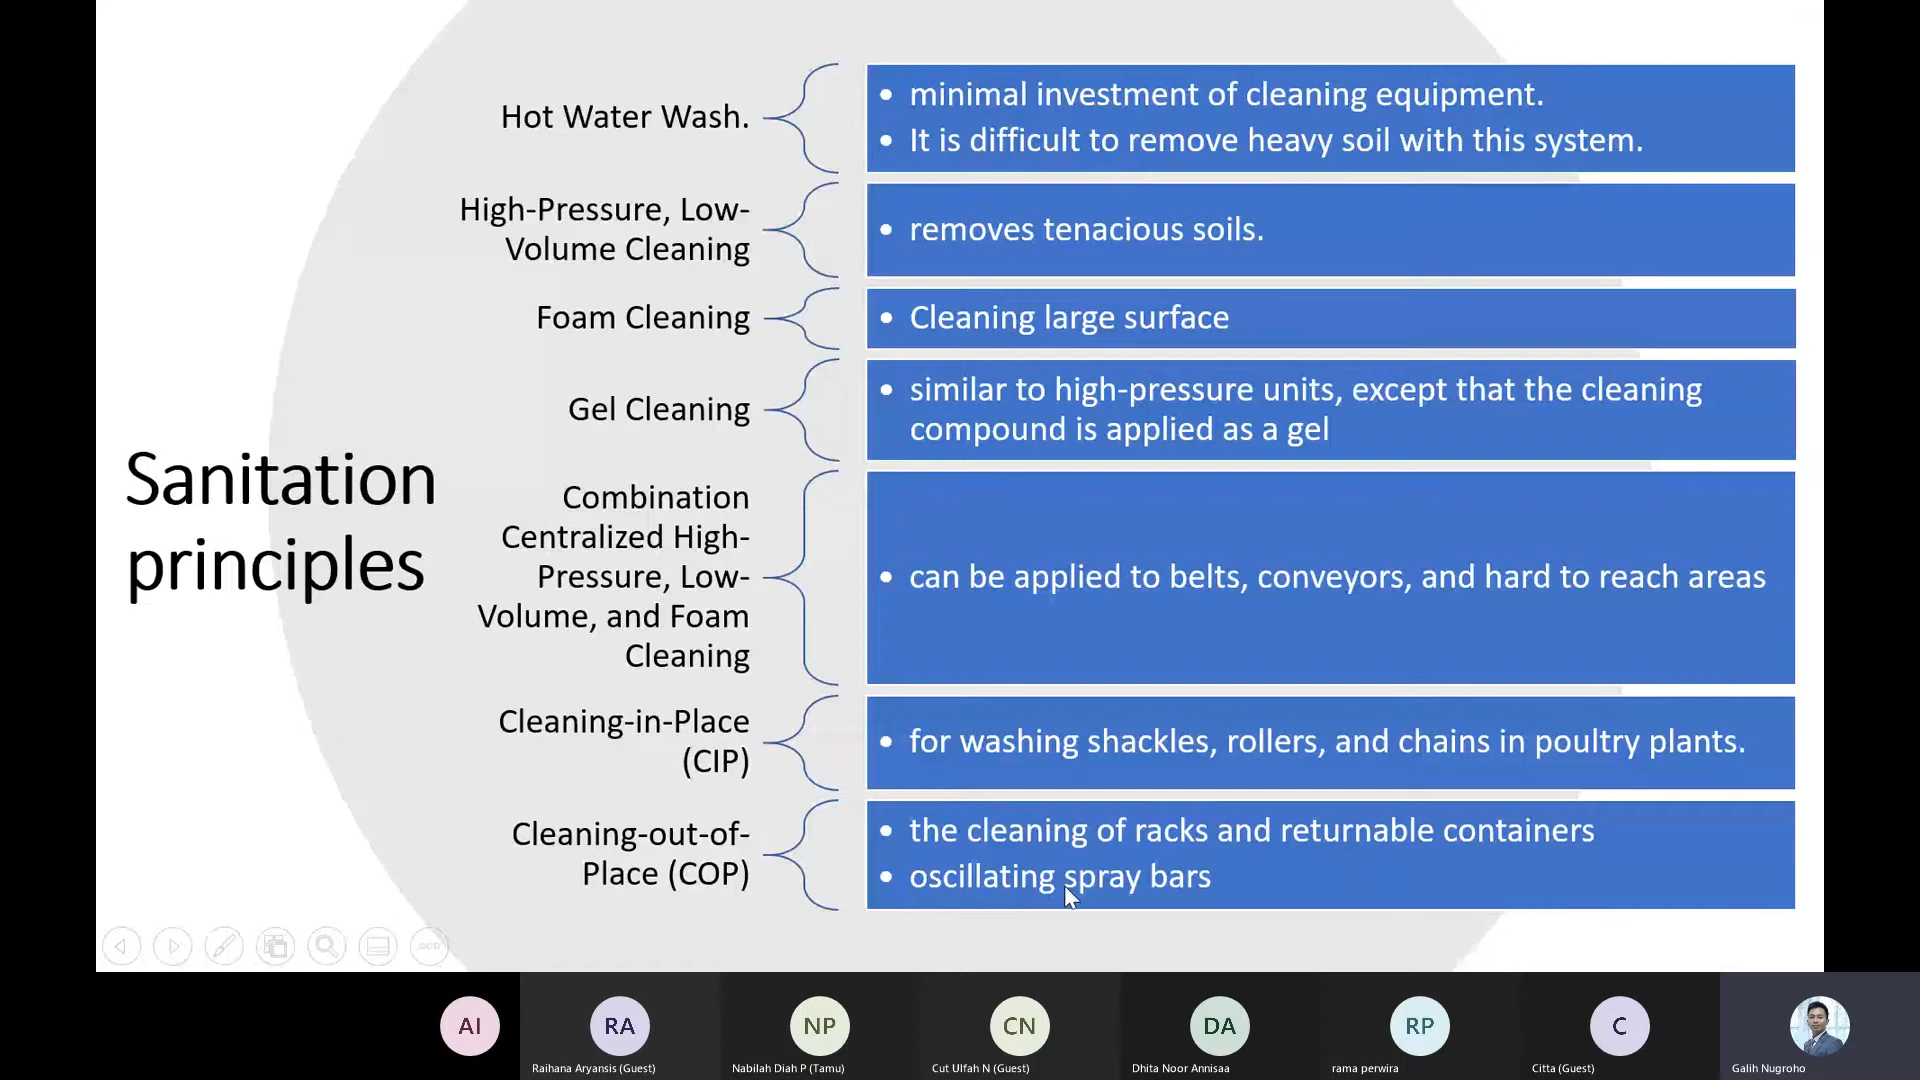 Sanitation
principles
Hot Water Wash.
• minimal investment of cleaning equipment.
• It is difficult to remove heavy soil with this system.
High-Pressure, Low-
Volume Cleaning
• removes tenacious soils.
Foam Cleaning
• Cleaning large surface
Gel Cleaning
• similar to high-pressure units, except that the cleaning
compound is applied as a gel
Combination
Centralized High-
Pressure, Low-
Volume, and Foam
Cleaning
• can be applied to belts, conveyors, and hard to reach areas
Cleaning-in-Place
(CIP)
• for washing shackles, rollers, and chains in poultry plants.
Cleaning-out-of-
Place (COP)
• the cleaning of racks and returnable containers
• oscillating spray bars
AI
RA
NP
CN
DA
RP
C
Raihana Aryansis (Guest)
Nabilah Diah P (Tamu)
Cut Ulfah N (Guest)
Dhita Noor Annisaa
rama perwira
Citta (Guest)
Galih Nugroho